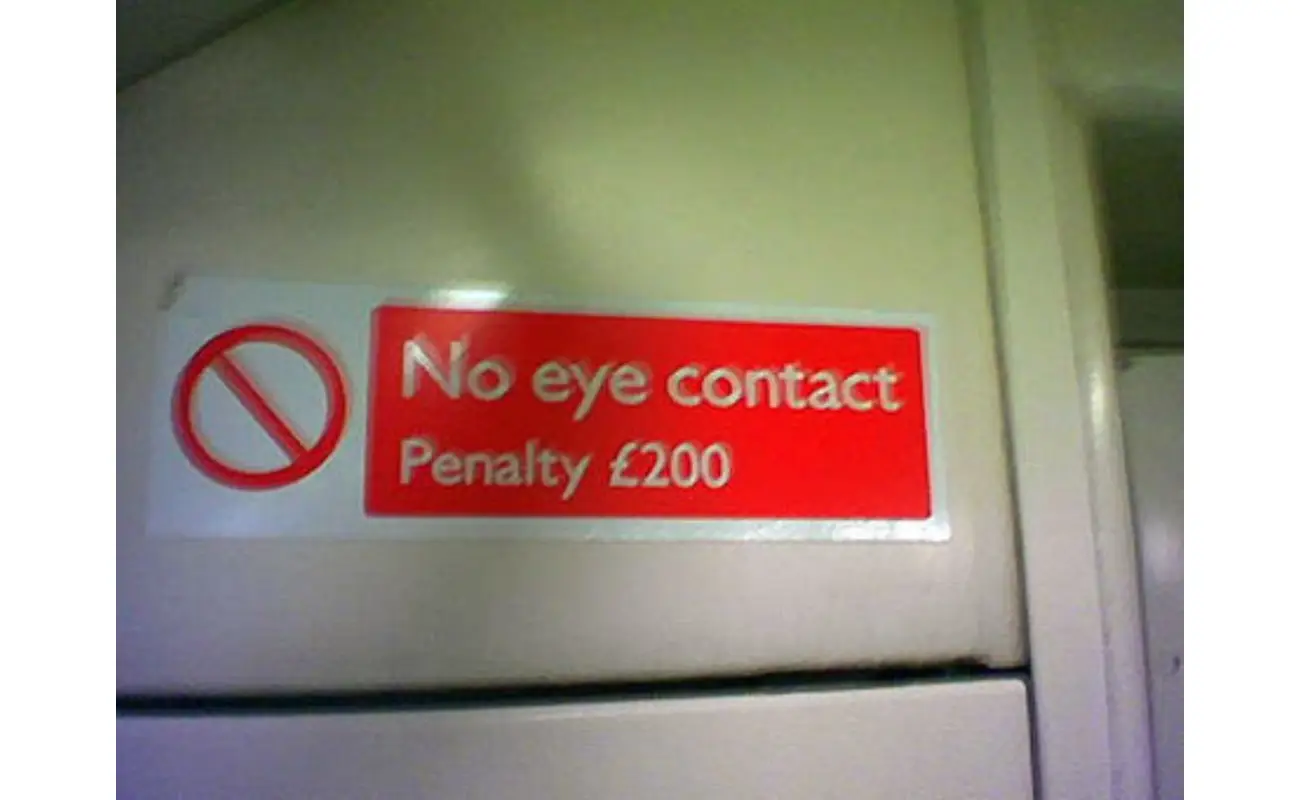 No eye contact
Penalty £200